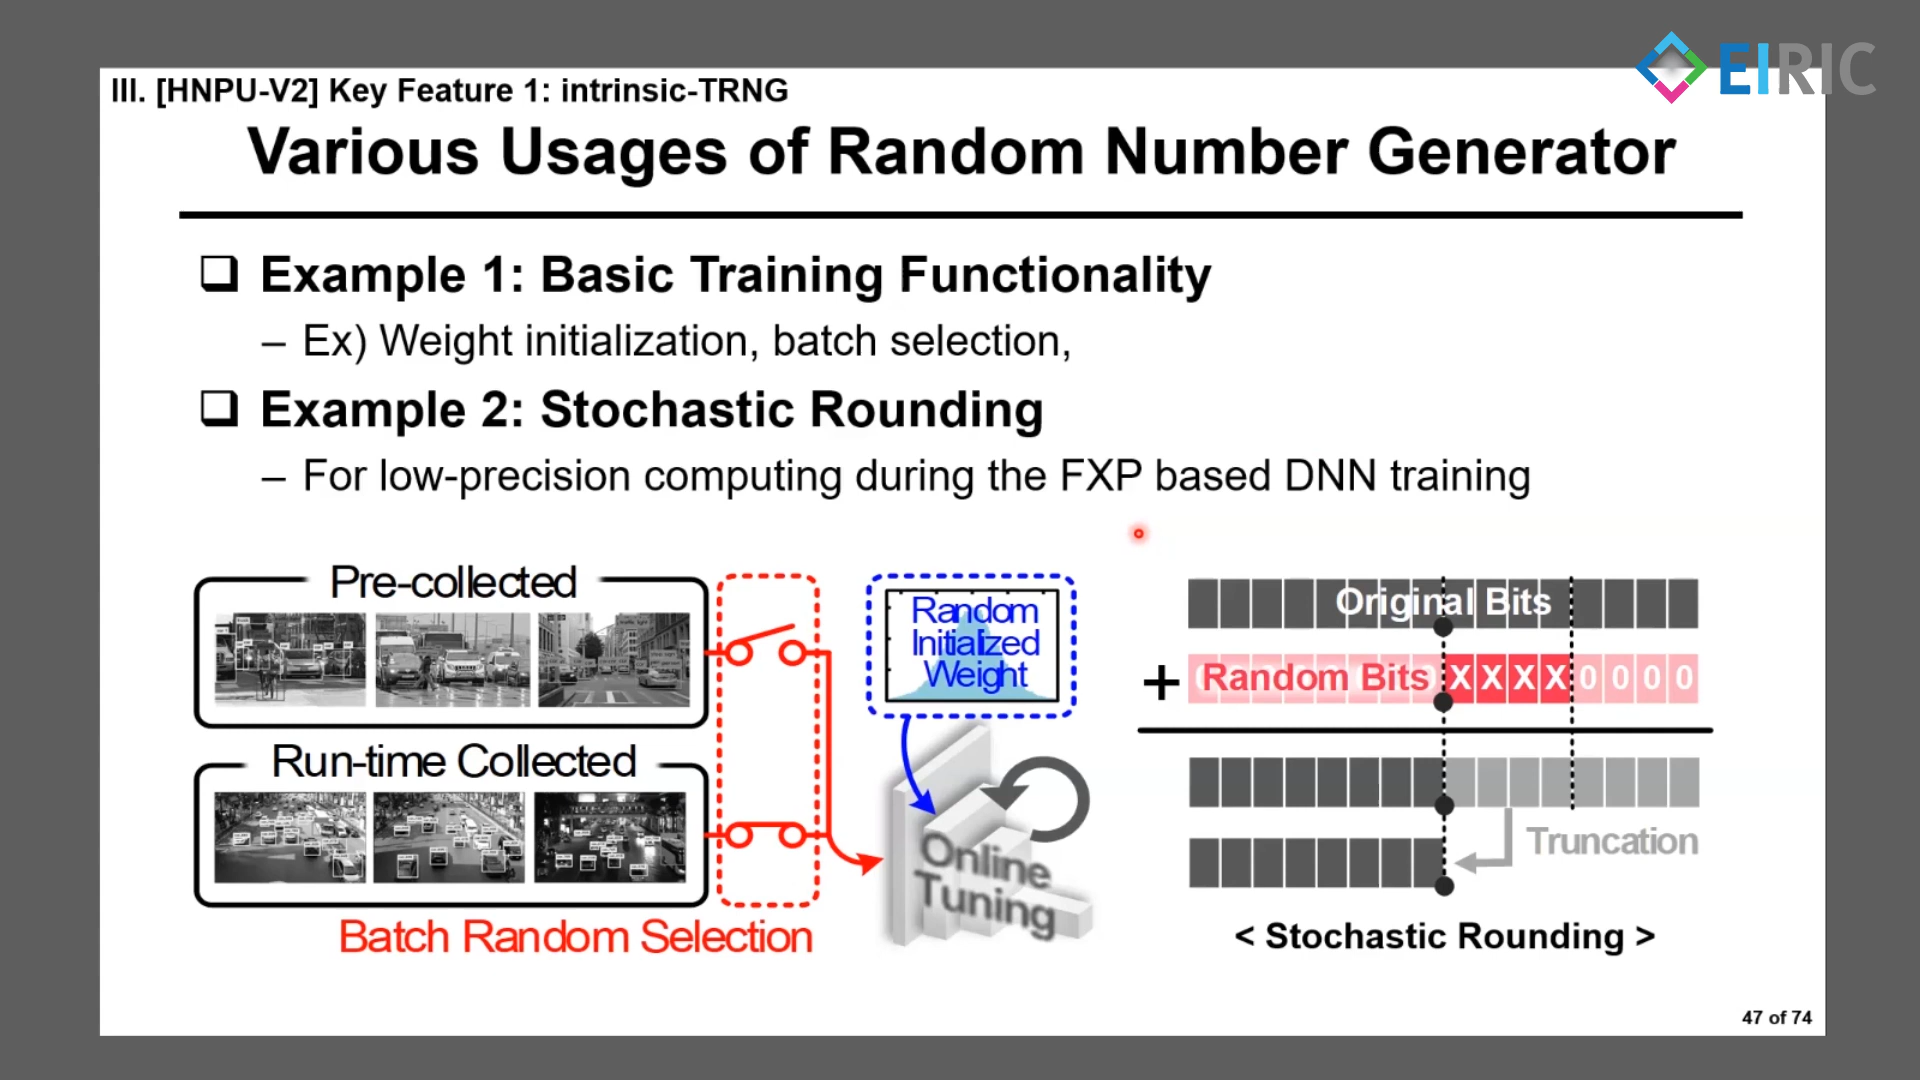 EIRIC
III. [HNPU-V2] Key Feature 1: intrinsic-TRNG
Various Usages of Random Number Generator
❑ Example 1: Basic Training Functionality
– Ex) Weight initialization, batch selection,
❑ Example 2: Stochastic Rounding
– For low-precision computing during the FXP based DNN training
Pre-collected
Run-time Collected
Batch Random Selection
Random
Initialized
Weight
Online
Tuning
Original Bits
+ Random Bits X X X X 0 0 0 0
Truncation
< Stochastic Rounding >
47 of 74